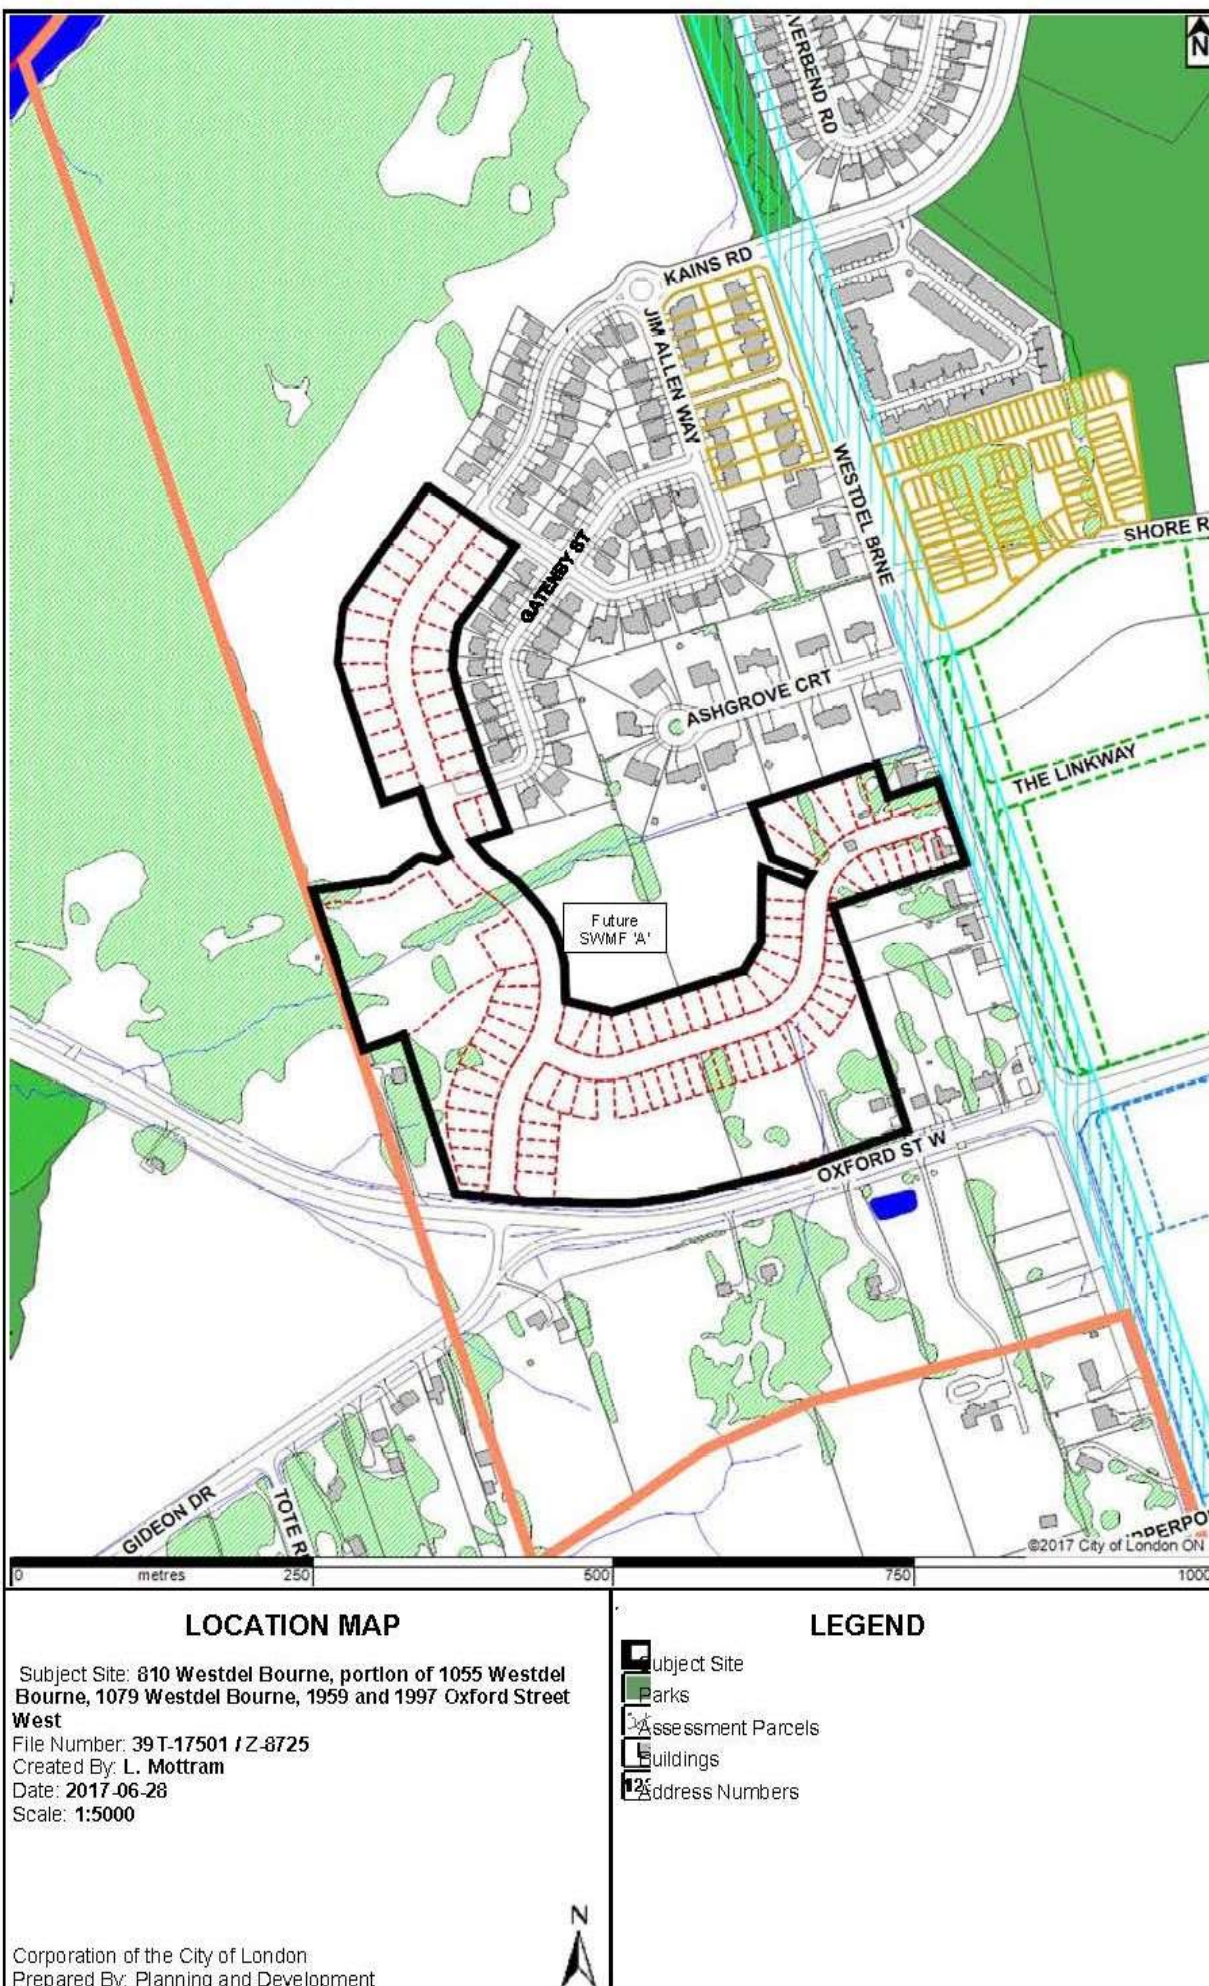 N
VERBEND RD
KAINS RD
JIM ALLEN WAY
WESTDEL BRNE
SHORE R
GATENBY ST
ASHGROVE CRT
THE LINKWAY
Future
SWMF 'A'
OXFORD ST W
GIDEON DR
TOTE R
©2017 City of London ON
0 metres 250 500 750 1000
LOCATION MAP
Subject Site: 810 Westdel Bourne, portion of 1055 Westdel
Bourne, 1079 Westdel Bourne, 1959 and 1997 Oxford Street
West
File Number: 39T-17501 / Z-8725
Created By: L. Mottram
Date: 2017-06-28
Scale: 1:5000
N
Corporation of the City of London
Prepared By: Planning and Development
LEGEND
Subject Site
Parks
Assessment Parcels
Buildings
Address Numbers